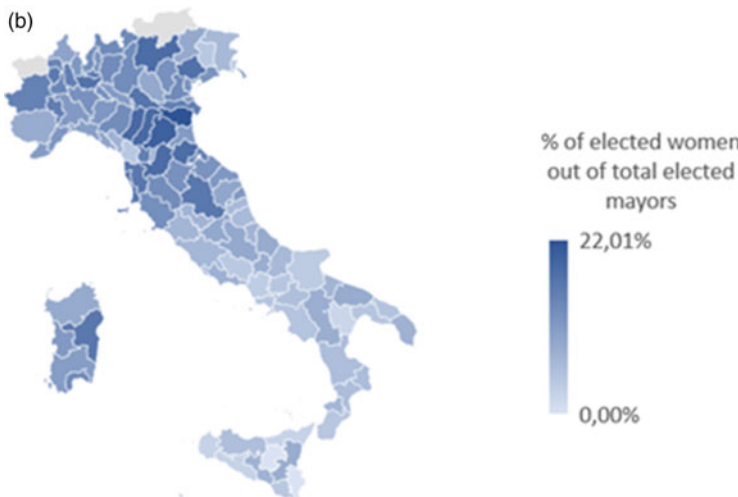 (b)
% of elected women
out of total elected
mayors
22,01%
0,00%